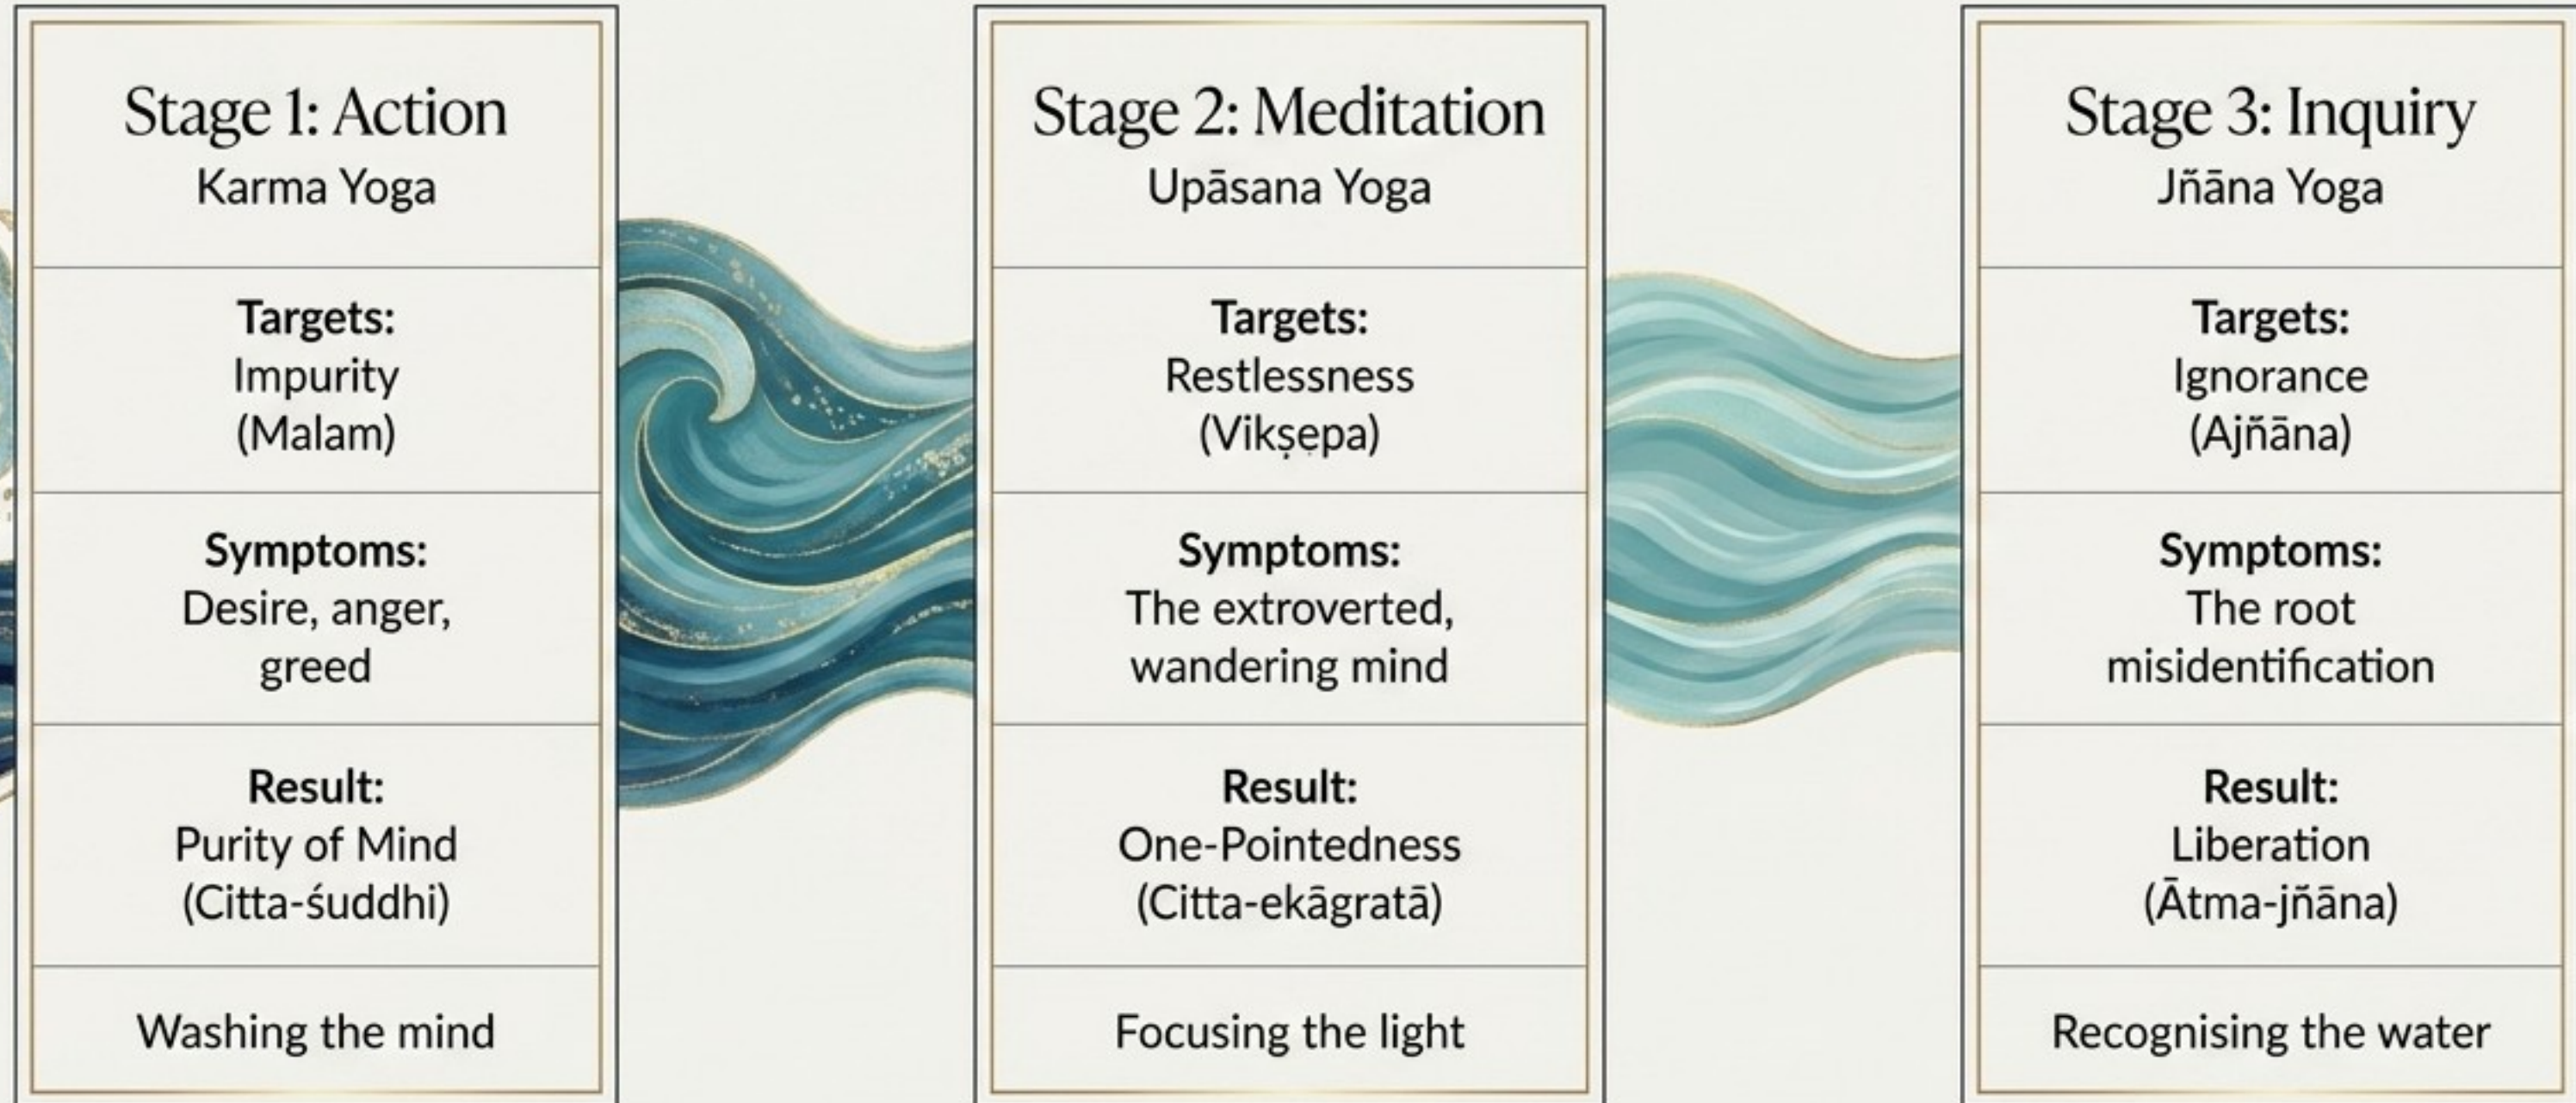 Stage 1: Action
Karma Yoga
Targets:
Impurity
(Malam)
Symptoms:
Desire, anger,
greed
Result:
Purity of Mind
(Citta-śuddhi)
Washing the mind
Stage 2: Meditation
Upāsana Yoga
Targets:
Restlessness
(Vikṣepa)
Symptoms:
The extroverted,
wandering mind
Result:
One-Pointedness
(Citta-ekāgratā)
Focusing the light
Stage 3: Inquiry
Jñāna Yoga
Targets:
Ignorance
(Ajñāna)
Symptoms:
The root
misidentification
Result:
Liberation
(Ātma-jñāna)
Recognising the water